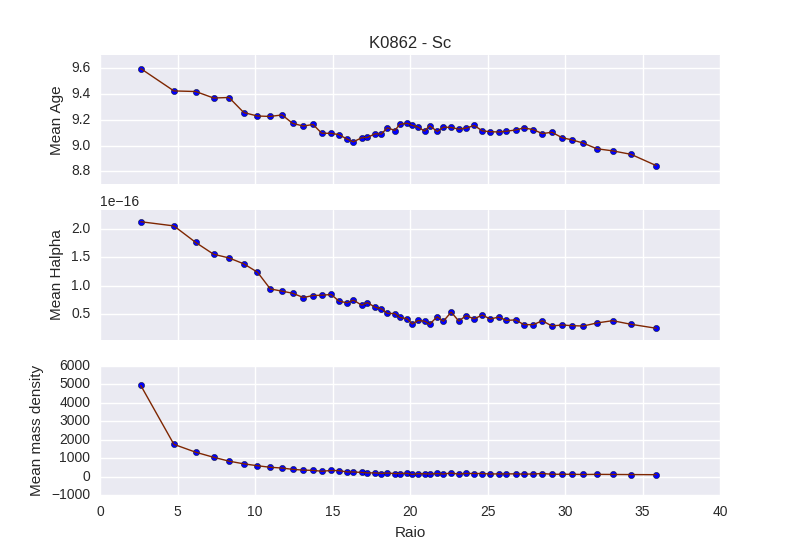 K0862 - Sc
9.6
9.4
9.2
9.0
8.8
Mean Age
1e−16
2.0
1.5
1.0
0.5
Mean Halpha
6000
5000
4000
3000
2000
1000
0
−1000
Mean mass density
0 5 10 15 20 25 30 35 40
Raio